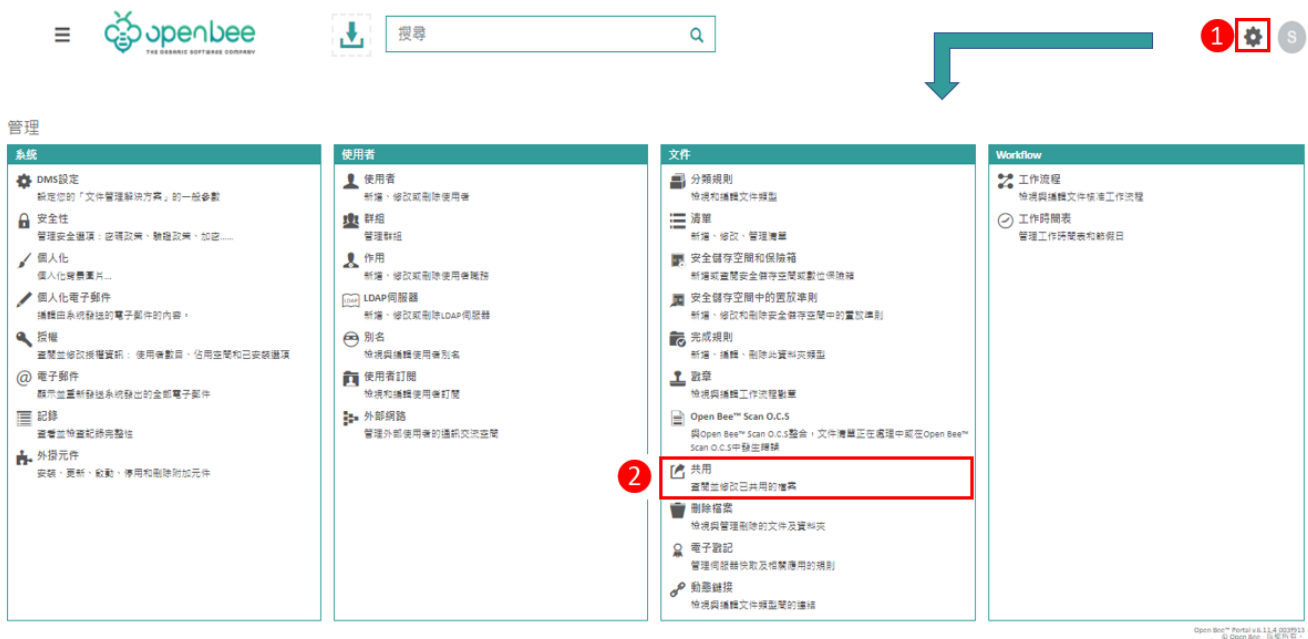 openbee
THE ORGANIC SOFTWARE COMPANY
搜尋
1
S
管理
系統
DMS設定
設定您的「文件管理解決方案」的一般參數
安全性
管理安全選項：密碼政策、驗證政策、加密......
個人化
個人化背景圖片...
個人化電子郵件
編輯由系統發送的電子郵件的內容。
授權
查閱並修改授權資訊： 使用者數目、佔用空間和已安裝選項
@ 電子郵件
顯示並重新發送系統發出的全部電子郵件
記錄
查看並檢查記錄完整性
外掛元件
安裝、更新、啟動、停用和刪除附加元件
使用者
使用者
新增、修改或刪除使用者
群組
管理群組
作用
新增、修改或刪除使用者職務
LDAP
LDAP伺服器
新增、修改或刪除LDAP伺服器
別名
檢視與編輯使用者別名
使用者訂閱
檢視和編輯使用者訂閱
外部網路
管理外部使用者的通訊交流空間
文件
分類規則
檢視和編輯文件類型
清單
新增、修改、管理清單
安全儲存空間和保險箱
新增或查閱安全儲存空間或數位保險箱
安全儲存空間中的置放準則
新增、修改和刪除安全儲存空間中的置放準則
完成規則
新增、編輯、刪除此資料夾類型
戳章
檢視與編輯工作流程戳章
Open Bee™ Scan O.C.S
與Open Bee™ Scan O.C.S整合，文件清單正在處理中或在Open Bee™
Scan O.C.S中發生錯誤
2
共用
查閱並修改已共用的檔案
刪除檔案
檢視與管理刪除的文件及資料夾
電子戳記
管理伺服器快取及相關應用的規則
動態鏈接
檢視與編輯文件類型間的連結
Workflow
工作流程
檢視與編輯文件核准工作流程
工作時間表
管理工作時間表和節假日
Open Bee™ Portal v.6.11.4 003f913
© Open Bee - 版權所有。